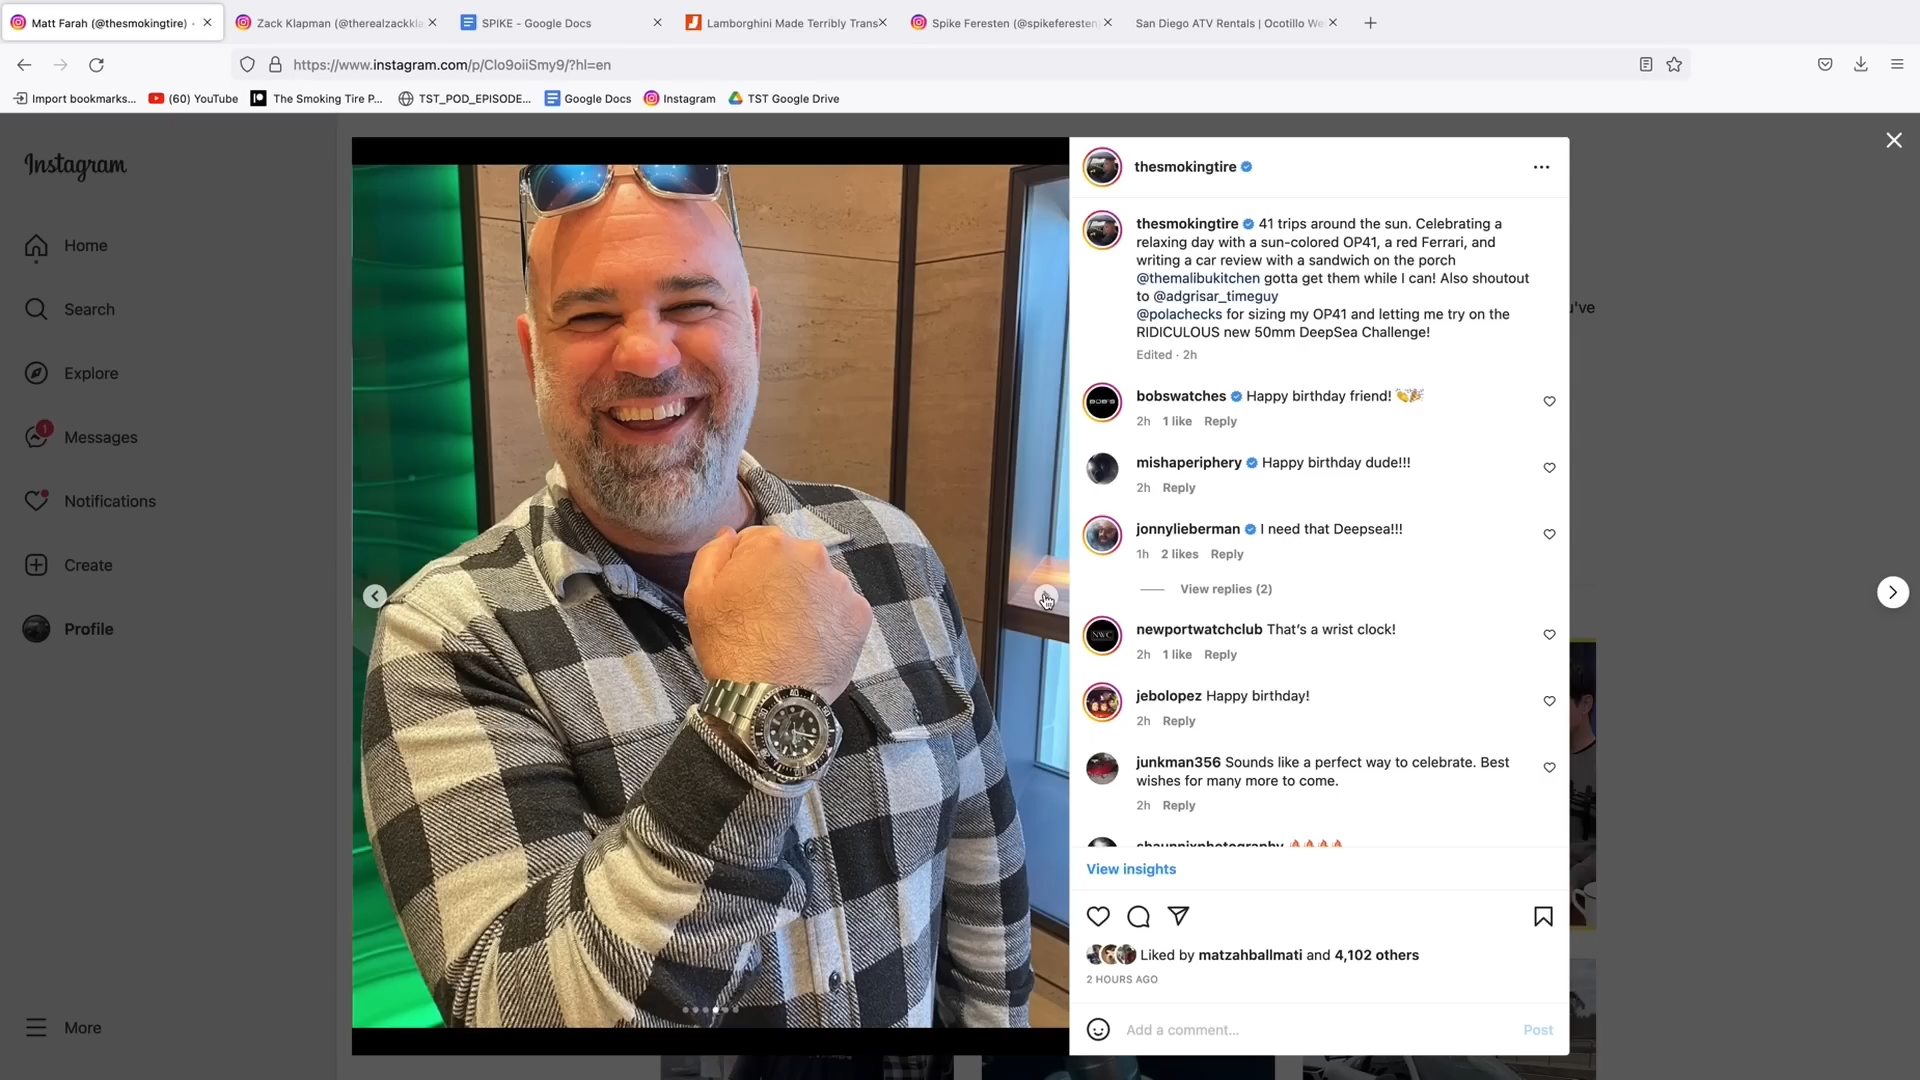 Matt Farah (@thesmokingtire) -
Zack Klapman (@therealzackkla
SPIKE - Google Docs
Lamborghini Made Terribly Trans
Spike Feresten (@spikeferesten
San Diego ATV Rentals | Ocotillo We
https://www.instagram.com/p/Clo9oiiSmy9/?hl=en
Import bookmarks...
(60) YouTube
The Smoking Tire P...
TST_POD_EPISODE...
Google Docs
Instagram
TST Google Drive
Instagram
Home
Search
Explore
1
Messages
Notifications
Create
Profile
More
thesmokingtire
thesmokingtire 41 trips around the sun. Celebrating a
relaxing day with a sun-colored OP41, a red Ferrari, and
writing a car review with a sandwich on the porch
@themalibukitchen gotta get them while I can! Also shoutout
to @adgrisar_timeguy
@polachecks for sizing my OP41 and letting me try on the
RIDICULOUS new 50mm DeepSea Challenge!
Edited · 2h
bobswatches Happy birthday friend! 👏🎉
2h 1 like Reply
mishaperiphery Happy birthday dude!!!
2h Reply
jonnylieberman I need that Deepsea!!!
1h 2 likes Reply
View replies (2)
newportwatchclub That's a wrist clock!
2h 1 like Reply
jebolopez Happy birthday!
2h Reply
junkman356 Sounds like a perfect way to celebrate. Best
wishes for many more to come.
2h Reply
View insights
Liked by matzahballmati and 4,102 others
2 HOURS AGO
Add a comment...
Post
u've